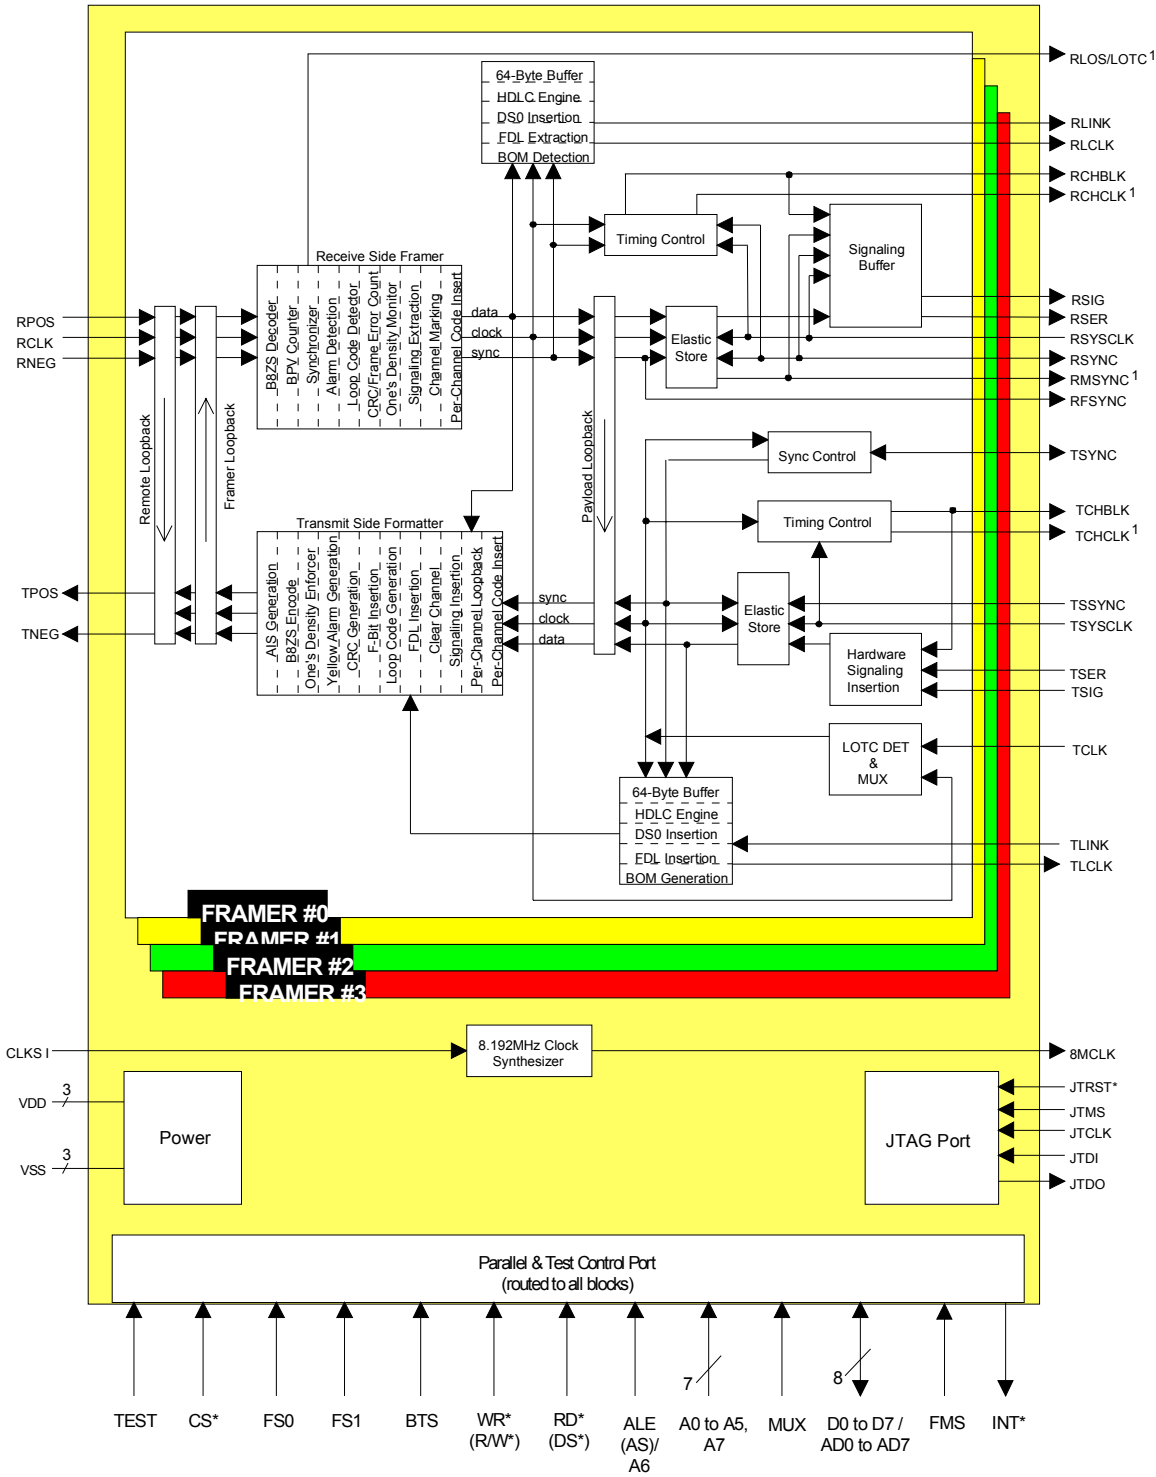 RLOS/LOTC 1
64-Byte Buffer
HDLC Engine
DS0 Insertion
FDL Extraction
BOM Detection
RLINK
RLCLK
RCHBLK
RCHCLK 1
Timing Control
Signaling
Buffer
Receive Side Framer
B8ZS Decoder
BPV Counter
Synchronizer
Alarm Detection
Loop Code Detector
CRC/Frame Error Count
One's Density Monitor
Signaling Extraction
Channel Marking
Per-Channel Code Insert
data
clock
sync
RPOS
RCLK
RNEG
Elastic
Store
RSIG
RSER
RSYSCLK
RSYNC
RMSYNC 1
RFSYNC
Remote Loopback
Framer Loopback
Payload Loopback
Sync Control
TSYNC
Timing Control
TCHBLK
TCHCLK 1
Transmit Side Formatter
AIS Generation
B8ZS Encode
One's Density Enforcer
Yellow Alarm Generation
CRC Generation
F-Bit Insertion
Loop Code Generation
FDL Insertion
Clear Channel
Signaling Insertion
Per-Channel Loopback
Per-Channel Code Insert
sync
clock
data
TPOS
TNEG
Elastic
Store
TSSYNC
TSYSCLK
Hardware
Signaling
Insertion
TSER
TSIG
LOTC DET
&
MUX
TCLK
64-Byte Buffer
HDLC Engine
DS0 Insertion
FDL Insertion
BOM Generation
TLINK
TLCLK
FRAMER #0
FRAMER #1
FRAMER #2
FRAMER #3
CLKS I
8.192MHz Clock
Synthesizer
8MCLK
VDD
3
VSS
3
Power
JTAG Port
JTRST*
JTMS
JTCLK
JTDI
JTDO
Parallel & Test Control Port
(routed to all blocks)
7
8
TEST
CS*
FS0
FS1
BTS
WR*
(R/W*)
RD*
(DS*)
ALE
(AS)/
A6
A0 to A5,
A7
MUX
D0 to D7 /
AD0 to AD7
FMS
INT*